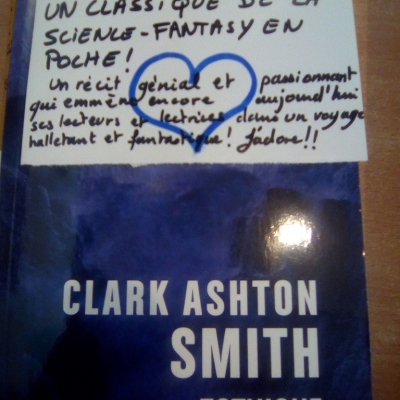 UN CLASSIQUE DE LA
SCIENCE-FANTASY EN
POCHE!
Un récit génial et passionnant
qui emmène encore aujourd'hui
ses lecteurs et lectrices dans un voyage
halletant et fantastique! J'adore!!
CLARK ASHTON
SMITH